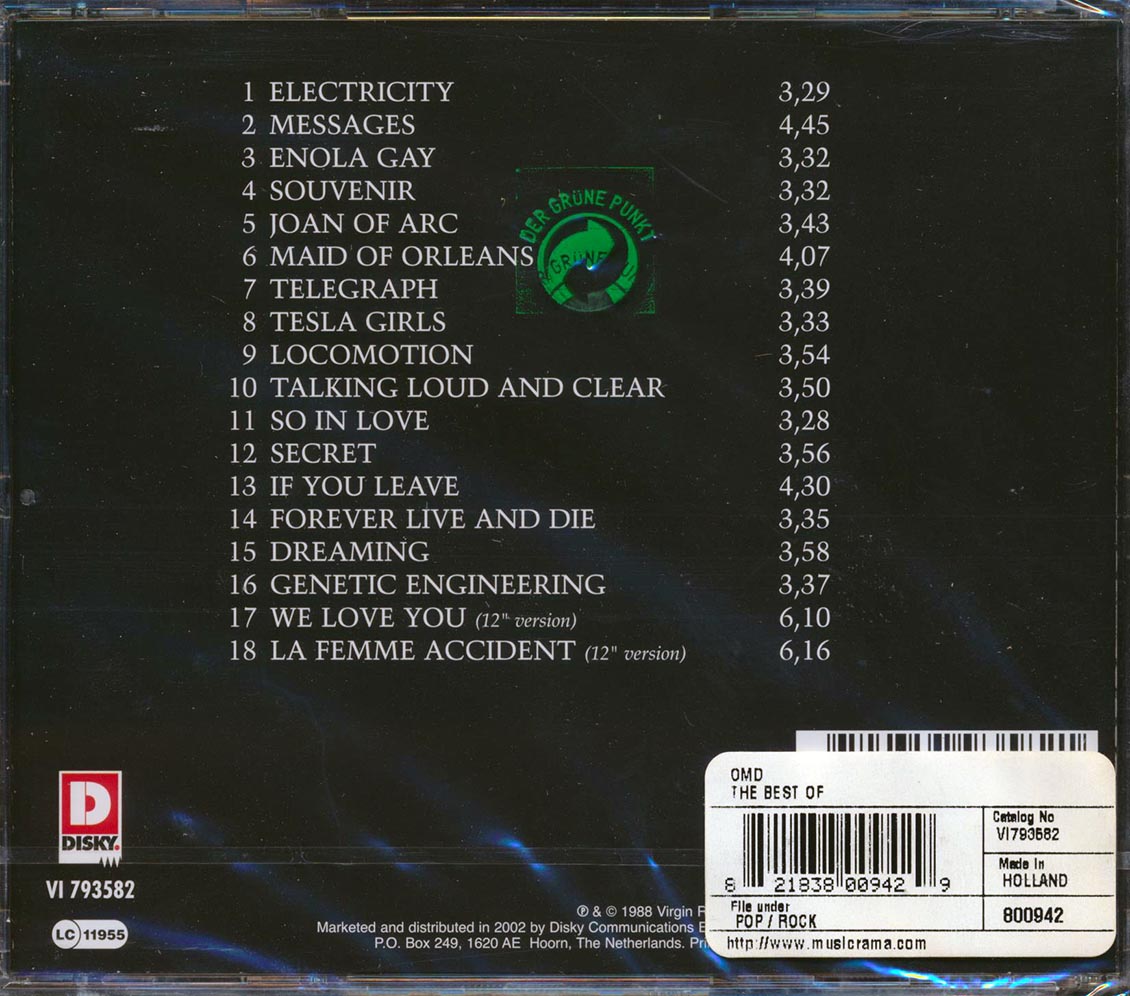 1 ELECTRICITY 3,29
2 MESSAGES 4,45
3 ENOLA GAY 3,32
4 SOUVENIR 3,32
5 JOAN OF ARC 3,43
6 MAID OF ORLEANS 4,07
7 TELEGRAPH 3,39
8 TESLA GIRLS 3,33
9 LOCOMOTION 3,54
10 TALKING LOUD AND CLEAR 3,50
11 SO IN LOVE 3,28
12 SECRET 3,56
13 IF YOU LEAVE 4,30
14 FOREVER LIVE AND DIE 3,35
15 DREAMING 3,58
16 GENETIC ENGINEERING 3,37
17 WE LOVE YOU (12" version) 6,10
18 LA FEMME ACCIDENT (12" version) 6,16
DER GRÜNE PUNKT
GRÜNE
D
DISKY.
VI 793582
LC 11955
℗ & © 1988 Virgin
Marketed and distributed in 2002 by Disky Communications
P.O. Box 249, 1620 AE Hoorn, The Netherlands.
OMD
THE BEST OF
Catalog No
VI793582
Made In
HOLLAND
8 21838 00942 9
File under
POP / ROCK
800942
http://www.musicrama.com